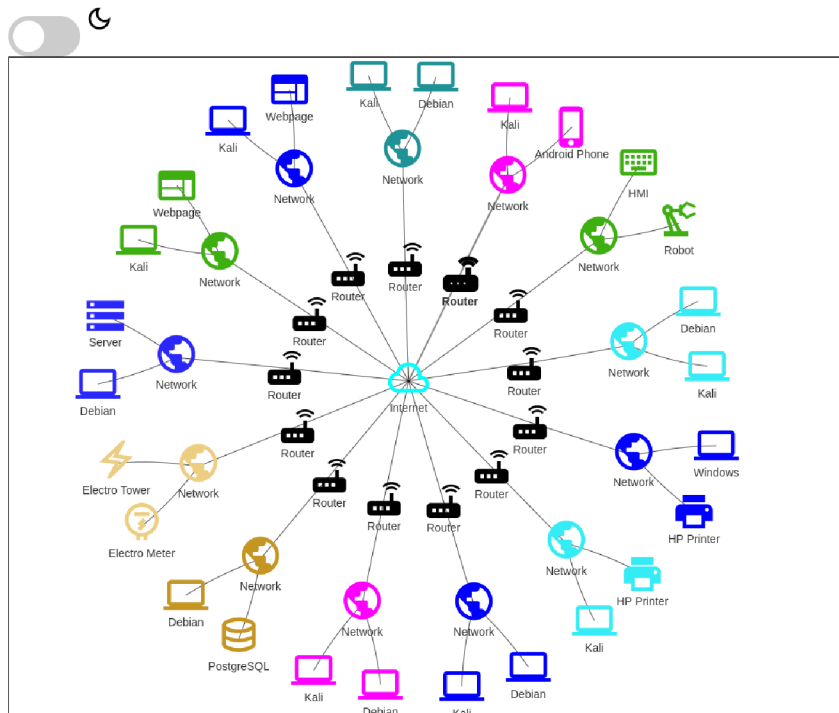 Kali
Debian
Webpage
Kali
Android Phone
Kali
Network
Network
HMI
Webpage
Network
Network
Robot
Kali
Network
Network
Router
Router
Router
Router
Router
Debian
Server
Network
Network
Router
Router
Kali
Debian
Internet
Router
Router
Windows
Electro Tower
Network
Router
Router
Network
Router
Router
HP Printer
Electro Meter
Network
Network
HP Printer
Debian
Network
Network
Kali
PostgreSQL
Kali
Debian
Debian
Kali